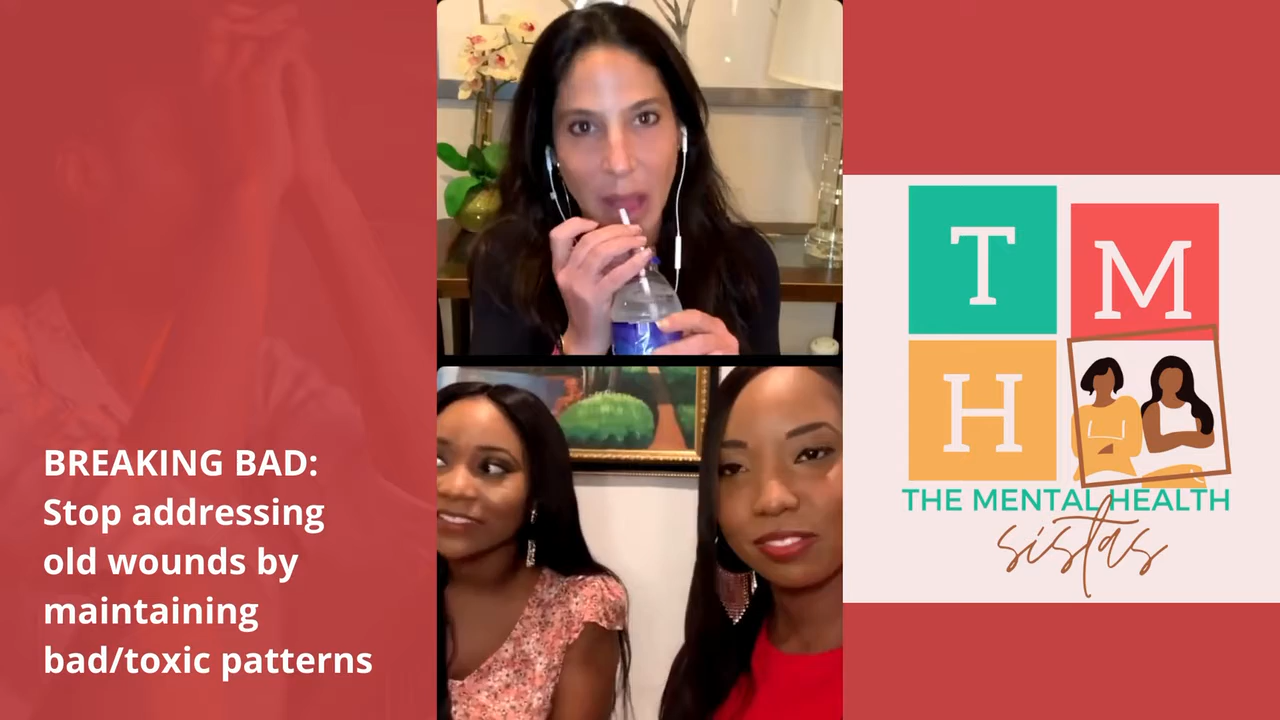 BREAKING BAD:
Stop addressing
old wounds by
maintaining
bad/toxic patterns
T
M
H
THE MENTAL HEALTH
sistas